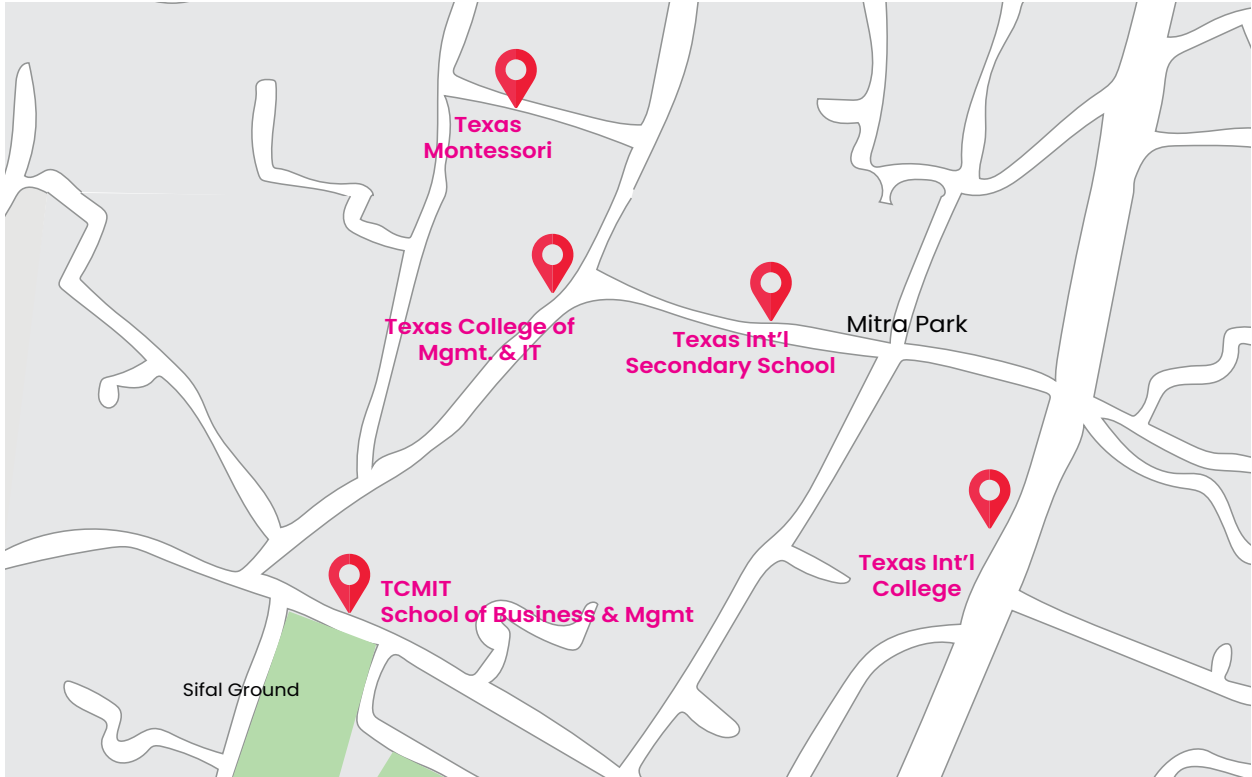 Texas
Montessori
Texas College of
Mgmt. & IT
Texas Int'l
Secondary School
Mitra Park
Texas Int'l
College
TCMIT
School of Business & Mgmt
Sifal Ground